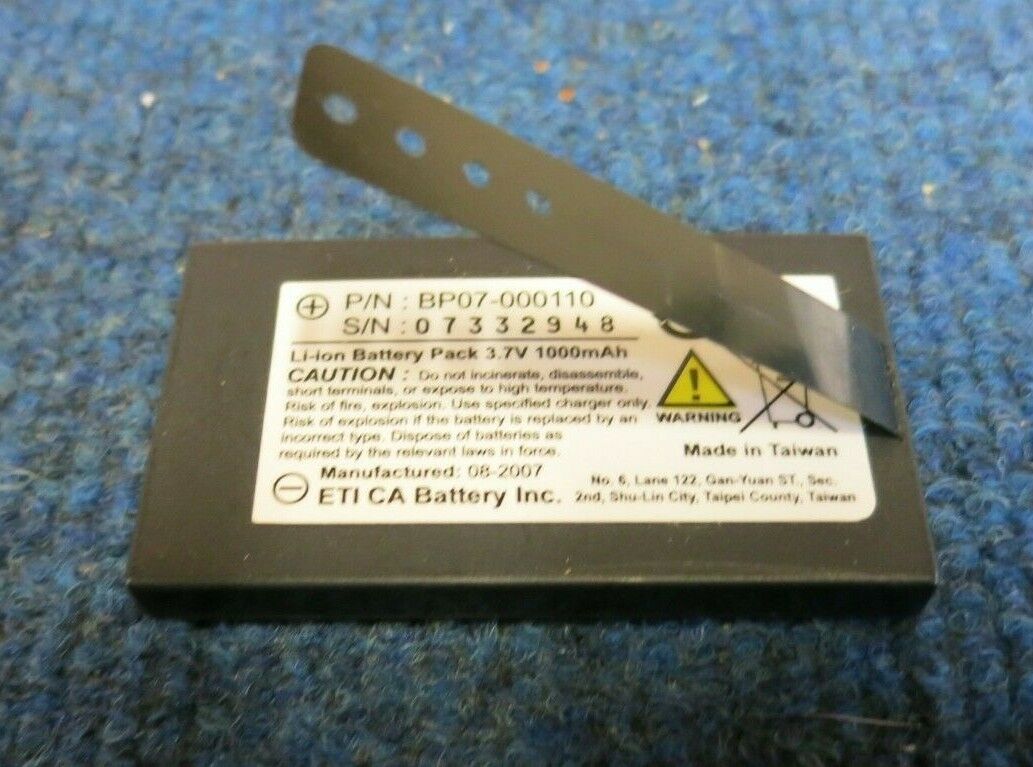 P/N : BP07-000110
S/N : 07332948
Li-ion Battery Pack 3.7V 1000mAh
CAUTION : Do not incinerate, disassemble,
short terminals, or expose to high temperature.
Risk of fire, explosion. Use specified charger only.
Risk of explosion if the battery is replaced by an
incorrect type. Dispose of batteries as
required by the relevant laws in force.
WARNING
Made in Taiwan
Manufactured: 08-2007
ETI CA Battery Inc.
No. 6, Lane 122, Gan-Yuan ST., Sec.
2nd, Shu-Lin City, Taipei County, Taiwan